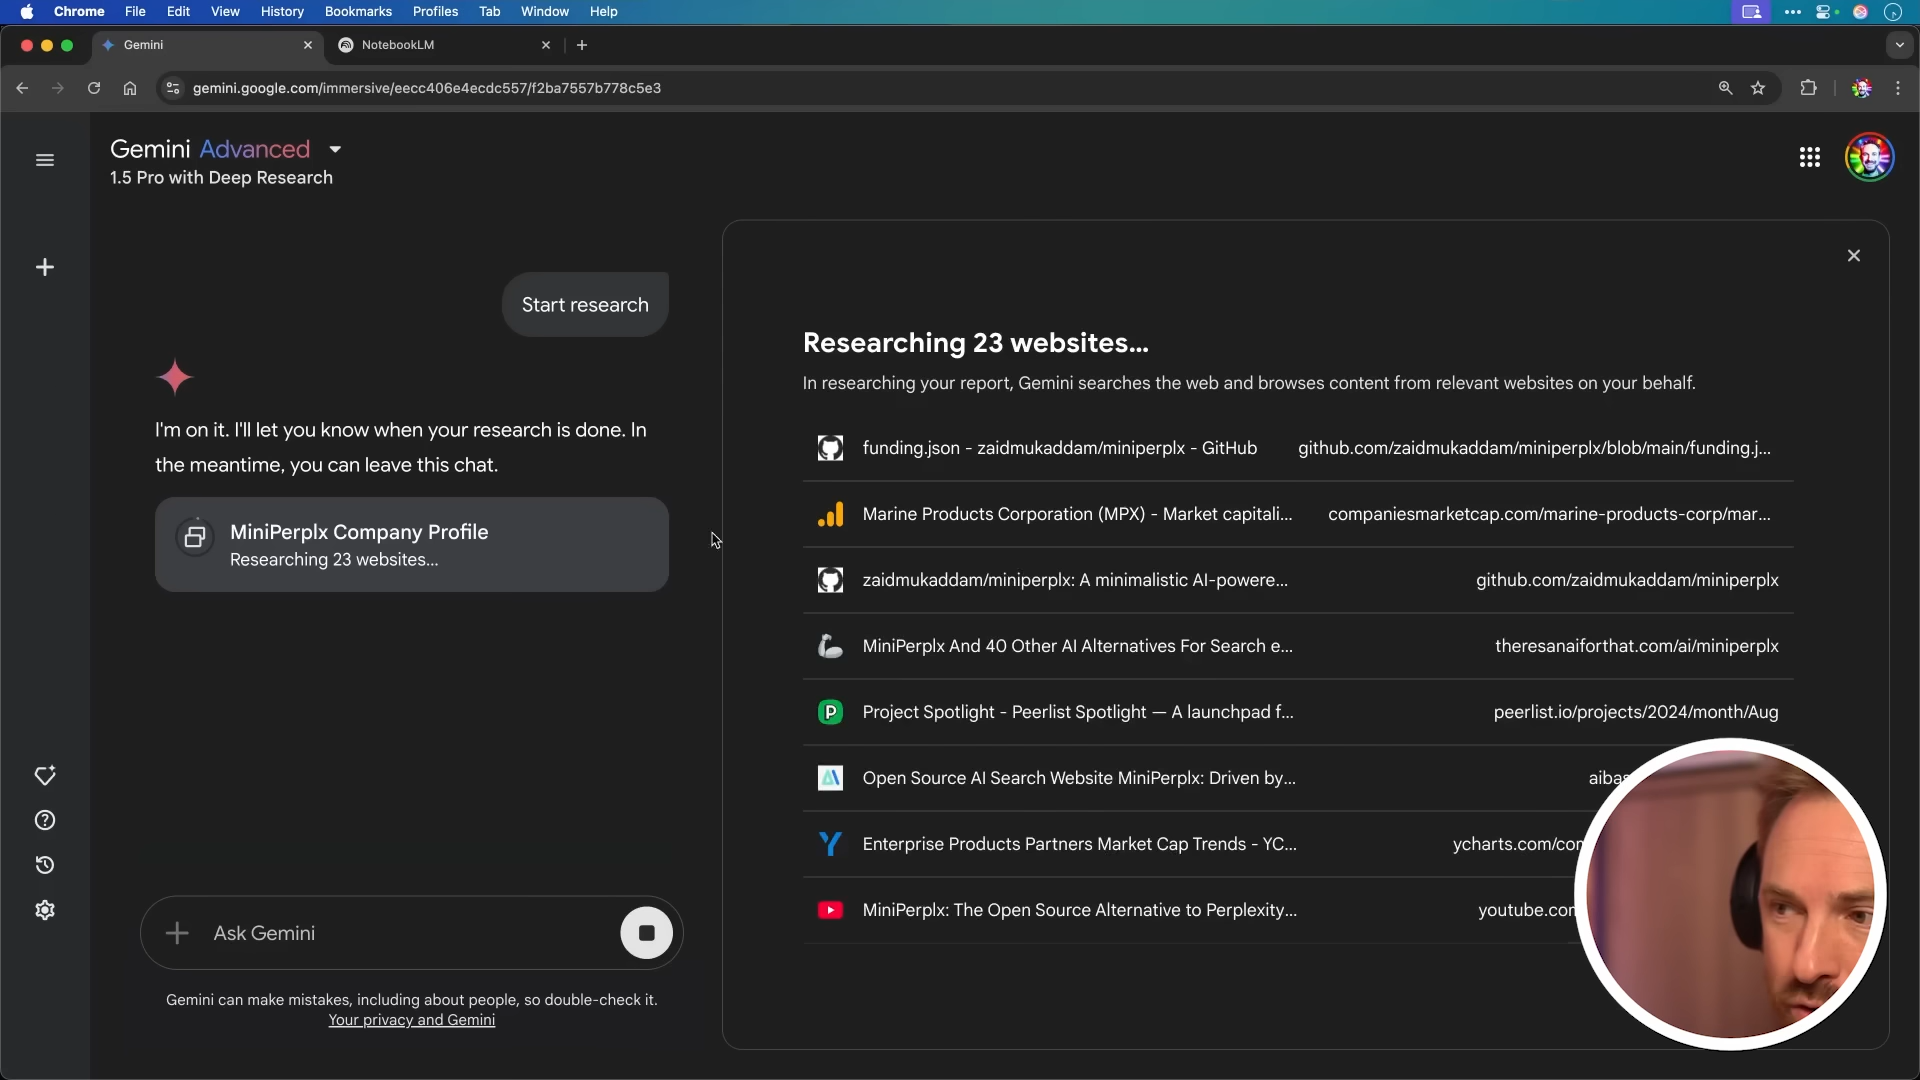 Chrome File Edit View History Bookmarks Profiles Tab Window Help
Gemini
NotebookLM
gemini.google.com/immersive/eecc406e4ecdc557/f2ba7557b778c5e3
Gemini Advanced
1.5 Pro with Deep Research
Start research
I'm on it. I'll let you know when your research is done. In
the meantime, you can leave this chat.
MiniPerplx Company Profile
Researching 23 websites...
Ask Gemini
Gemini can make mistakes, including about people, so double-check it.
Your privacy and Gemini
Researching 23 websites...
In researching your report, Gemini searches the web and browses content from relevant websites on your behalf.
funding.json - zaidmukaddam/miniperplx - GitHub github.com/zaidmukaddam/miniperplx/blob/main/funding.j...
Marine Products Corporation (MPX) - Market capitali... companiesmarketcap.com/marine-products-corp/mar...
zaidmukaddam/miniperplx: A minimalistic AI-powere... github.com/zaidmukaddam/miniperplx
MiniPerplx And 40 Other AI Alternatives For Search e... theresanaiforthat.com/ai/miniperplx
Project Spotlight - Peerlist Spotlight — A launchpad f... peerlist.io/projects/2024/month/Aug
Open Source AI Search Website MiniPerplx: Driven by... aibas
Enterprise Products Partners Market Cap Trends - YC... ycharts.com/con
MiniPerplx: The Open Source Alternative to Perplexity... youtube.com